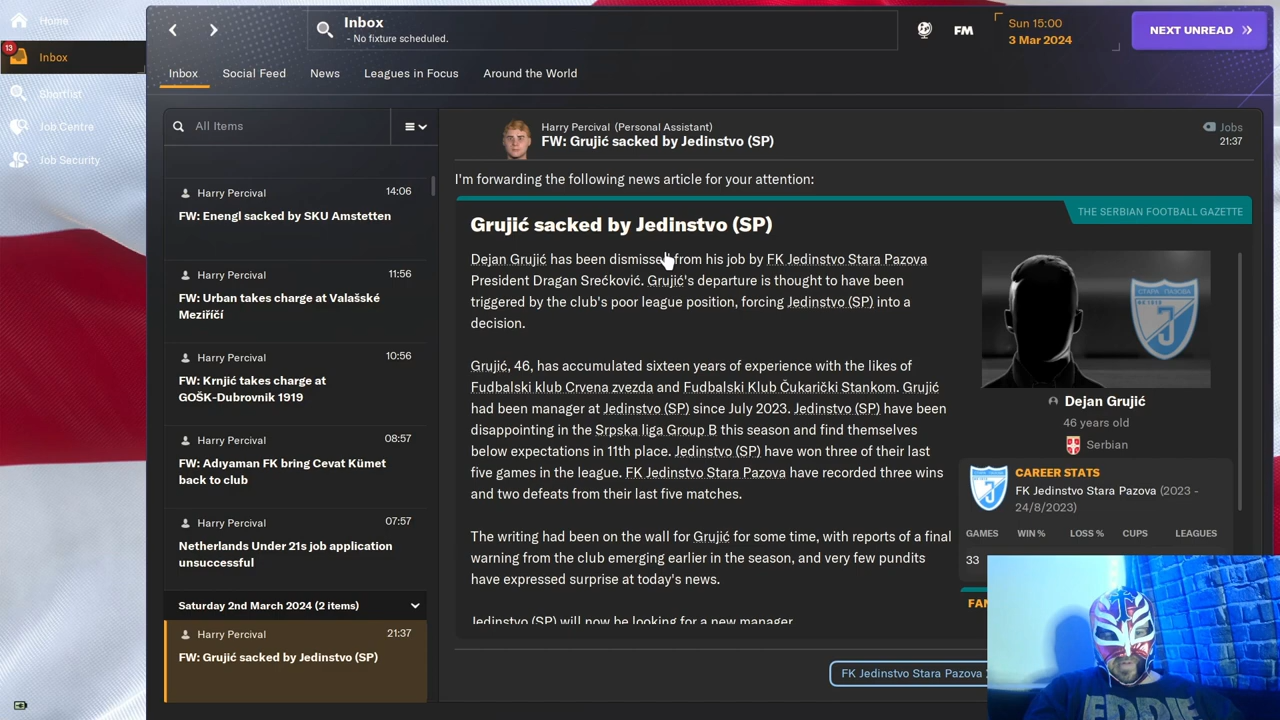 Home
13
Inbox
Shortlist
Job Centre
Job Security
Inbox
- No fixture scheduled.
FM
Sun 15:00
3 Mar 2024
NEXT UNREAD
Inbox
Social Feed
News
Leagues in Focus
Around the World
All Items
Harry Percival
14:06
FW: Enengl sacked by SKU Amstetten
Harry Percival
11:56
FW: Urban takes charge at Valašské
Meziříčí
Harry Percival
10:56
FW: Krnjić takes charge at
GOŠK-Dubrovnik 1919
Harry Percival
08:57
FW: Adıyaman FK bring Cevat Kümet
back to club
Harry Percival
07:57
Netherlands Under 21s job application
unsuccessful
Saturday 2nd March 2024 (2 items)
Harry Percival
21:37
FW: Grujić sacked by Jedinstvo (SP)
Harry Percival (Personal Assistant)
FW: Grujić sacked by Jedinstvo (SP)
Jobs
21:37
I'm forwarding the following news article for your attention:
THE SERBIAN FOOTBALL GAZETTE
Grujić sacked by Jedinstvo (SP)
Dejan Grujić has been dismissed from his job by FK Jedinstvo Stara Pazova
President Dragan Srećković. Grujić's departure is thought to have been
triggered by the club's poor league position, forcing Jedinstvo (SP) into a
decision.
Grujić, 46, has accumulated sixteen years of experience with the likes of
Fudbalski klub Crvena zvezda and Fudbalski Klub Čukarički Stankom. Grujić
had been manager at Jedinstvo (SP) since July 2023. Jedinstvo (SP) have been
disappointing in the Srpska liga Group B this season and find themselves
below expectations in 11th place. Jedinstvo (SP) have won three of their last
five games in the league. FK Jedinstvo Stara Pazova have recorded three wins
and two defeats from their last five matches.
The writing had been on the wall for Grujić for some time, with reports of a final
warning from the club emerging earlier in the season, and very few pundits
have expressed surprise at today's news.
Jedinstvo (SP) will now be looking for a new manager.
Dejan Grujić
46 years old
Serbian
CAREER STATS
FK Jedinstvo Stara Pazova (2023 -
24/8/2023)
GAMES WIN % LOSS % CUPS LEAGUES
33
FK Jedinstvo Stara Pazova
EDDIE